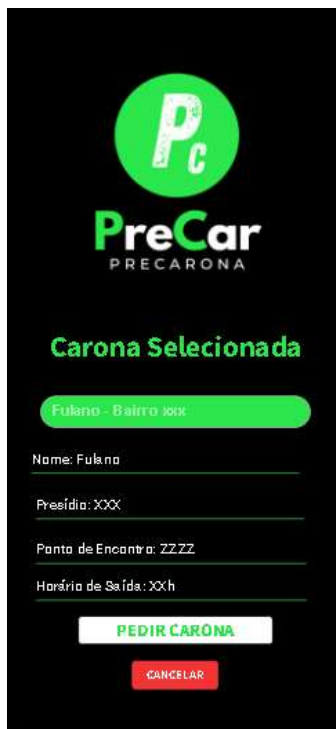 Pc
PreCar
PRECARONA
Carona Selecionada
Fulano - Bairro xxx
Nome: Fulano
Presídio: XXX
Ponto de Encontro: ZZZZ
Horário de Saída: XXh
PEDIR CARONA
CANCELAR